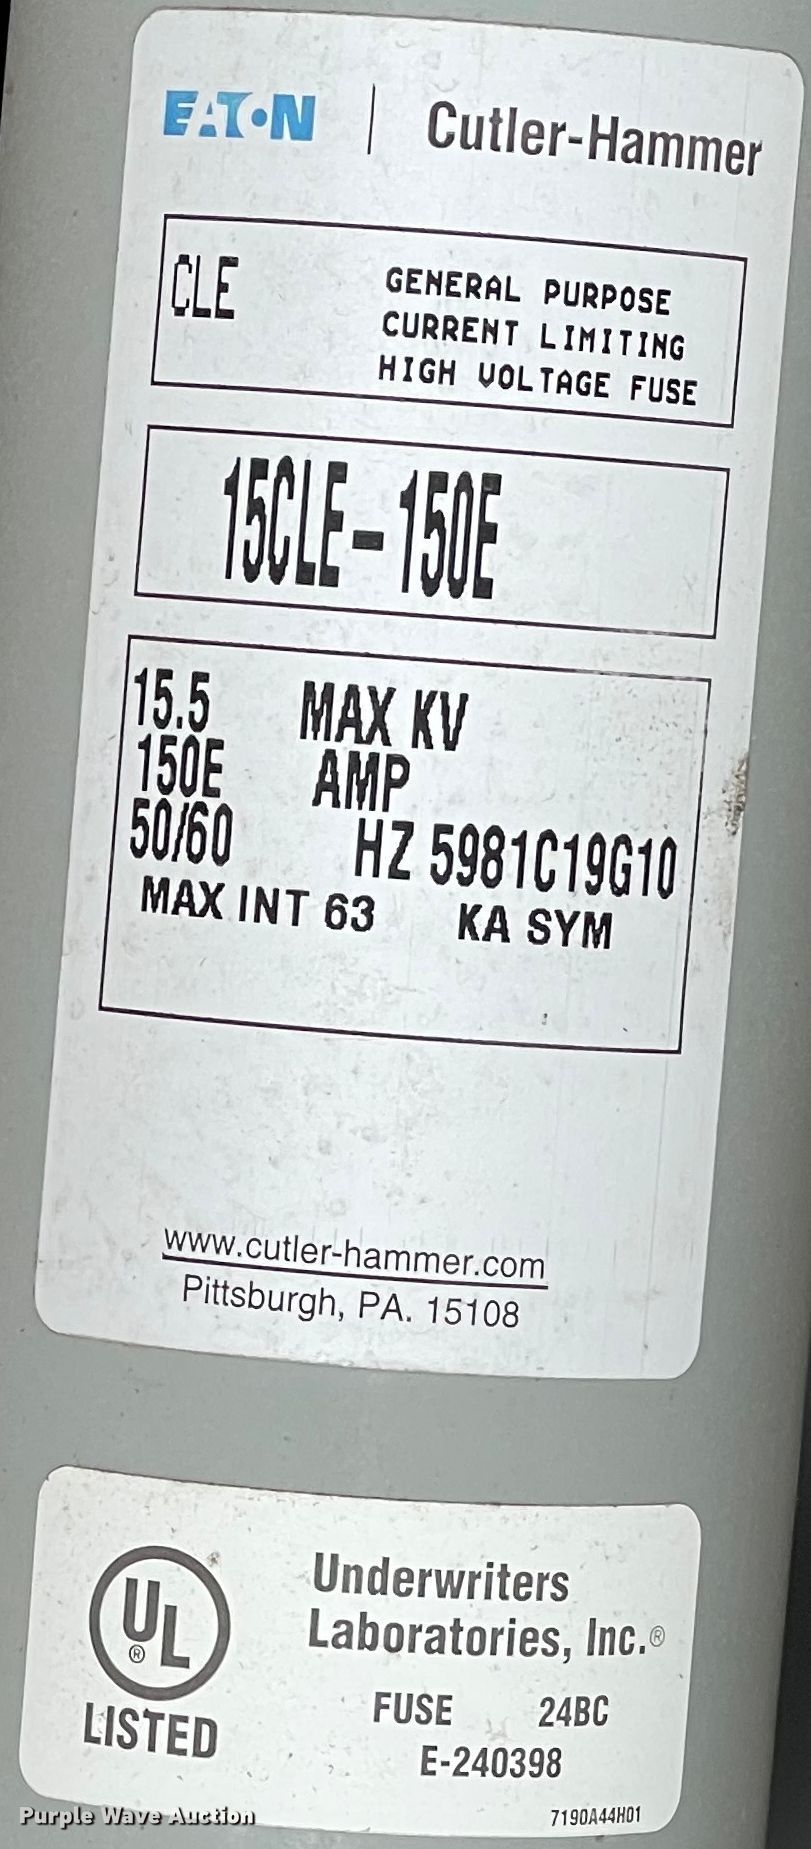 EATON | Cutler-Hammer
CLE
GENERAL PURPOSE
CURRENT LIMITING
HIGH VOLTAGE FUSE
15CLE-150E
15.5 MAX KV
150E AMP
50/60 HZ 5981C19G10
MAX INT 63 KA SYM
www.cutler-hammer.com
Pittsburgh, PA. 15108
UL ®
LISTED
Underwriters
Laboratories, Inc.®
FUSE 24BC
E-240398
7190A44H01
Purple Wave Auction